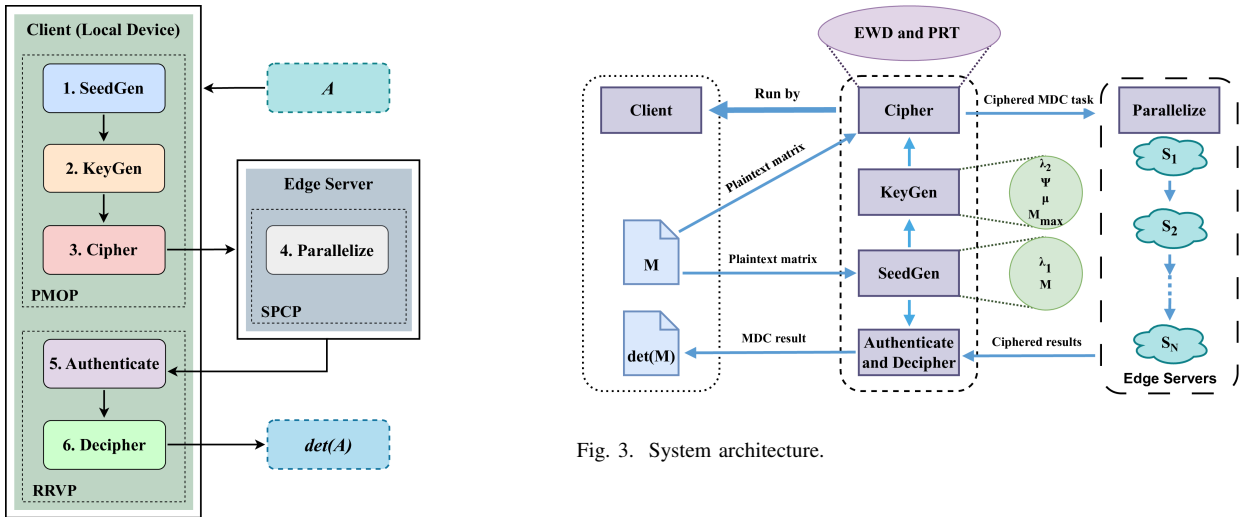 Client (Local Device)
1. SeedGen
2. KeyGen
3. Cipher
PMOP
A
Edge Server
4. Parallelize
SPCP
5. Authenticate
6. Decipher
RRVP
det(A)
EWD and PRT
Client
Run by
Cipher
Ciphered MDC task
Parallelize
Plaintext matrix
KeyGen
λ2
Ψ
μ
Mmax
S1
S2
M
Plaintext matrix
SeedGen
λ1
M
det(M)
MDC result
Authenticate
and Decipher
Ciphered results
SN
Edge Servers
Fig. 3. System architecture.